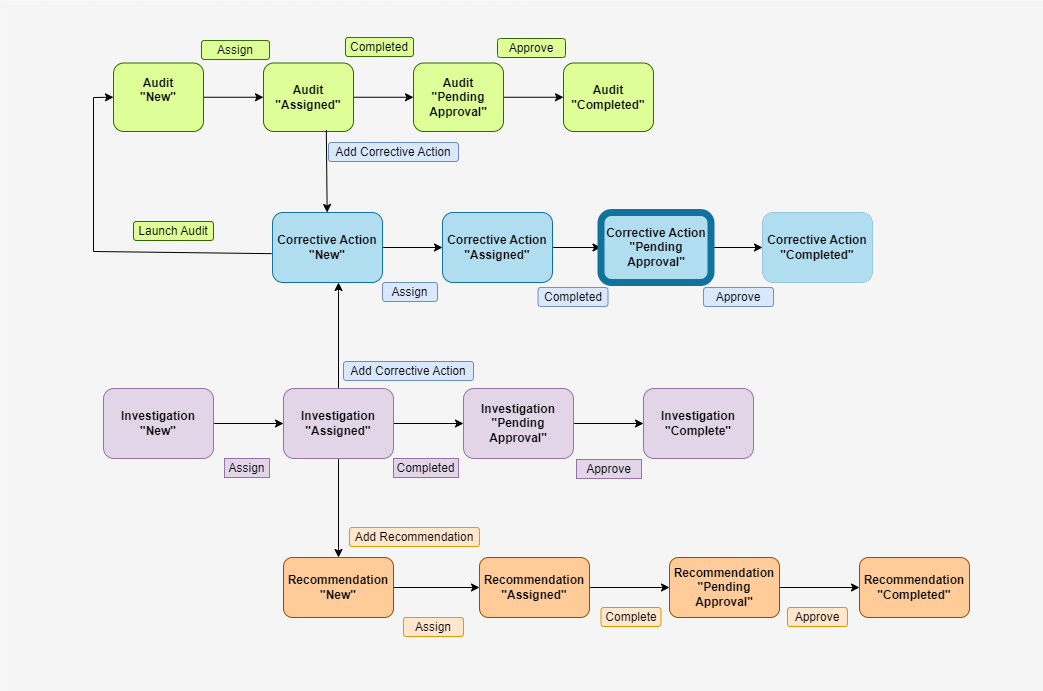 Assign
Completed
Approve
Audit
"New"
Audit
"Assigned"
Audit
"Pending
Approval"
Audit
"Completed"
Add Corrective Action
Launch Audit
Corrective Action
"New"
Corrective Action
"Assigned"
Corrective Action
"Pending
Approval"
Corrective Action
"Completed"
Assign
Completed
Approve
Add Corrective Action
Investigation
"New"
Investigation
"Assigned"
Investigation
"Pending
Approval"
Investigation
"Complete"
Assign
Completed
Approve
Add Recommendation
Recommendation
"New"
Recommendation
"Assigned"
Recommendation
"Pending
Approval"
Recommendation
"Completed"
Assign
Complete
Approve